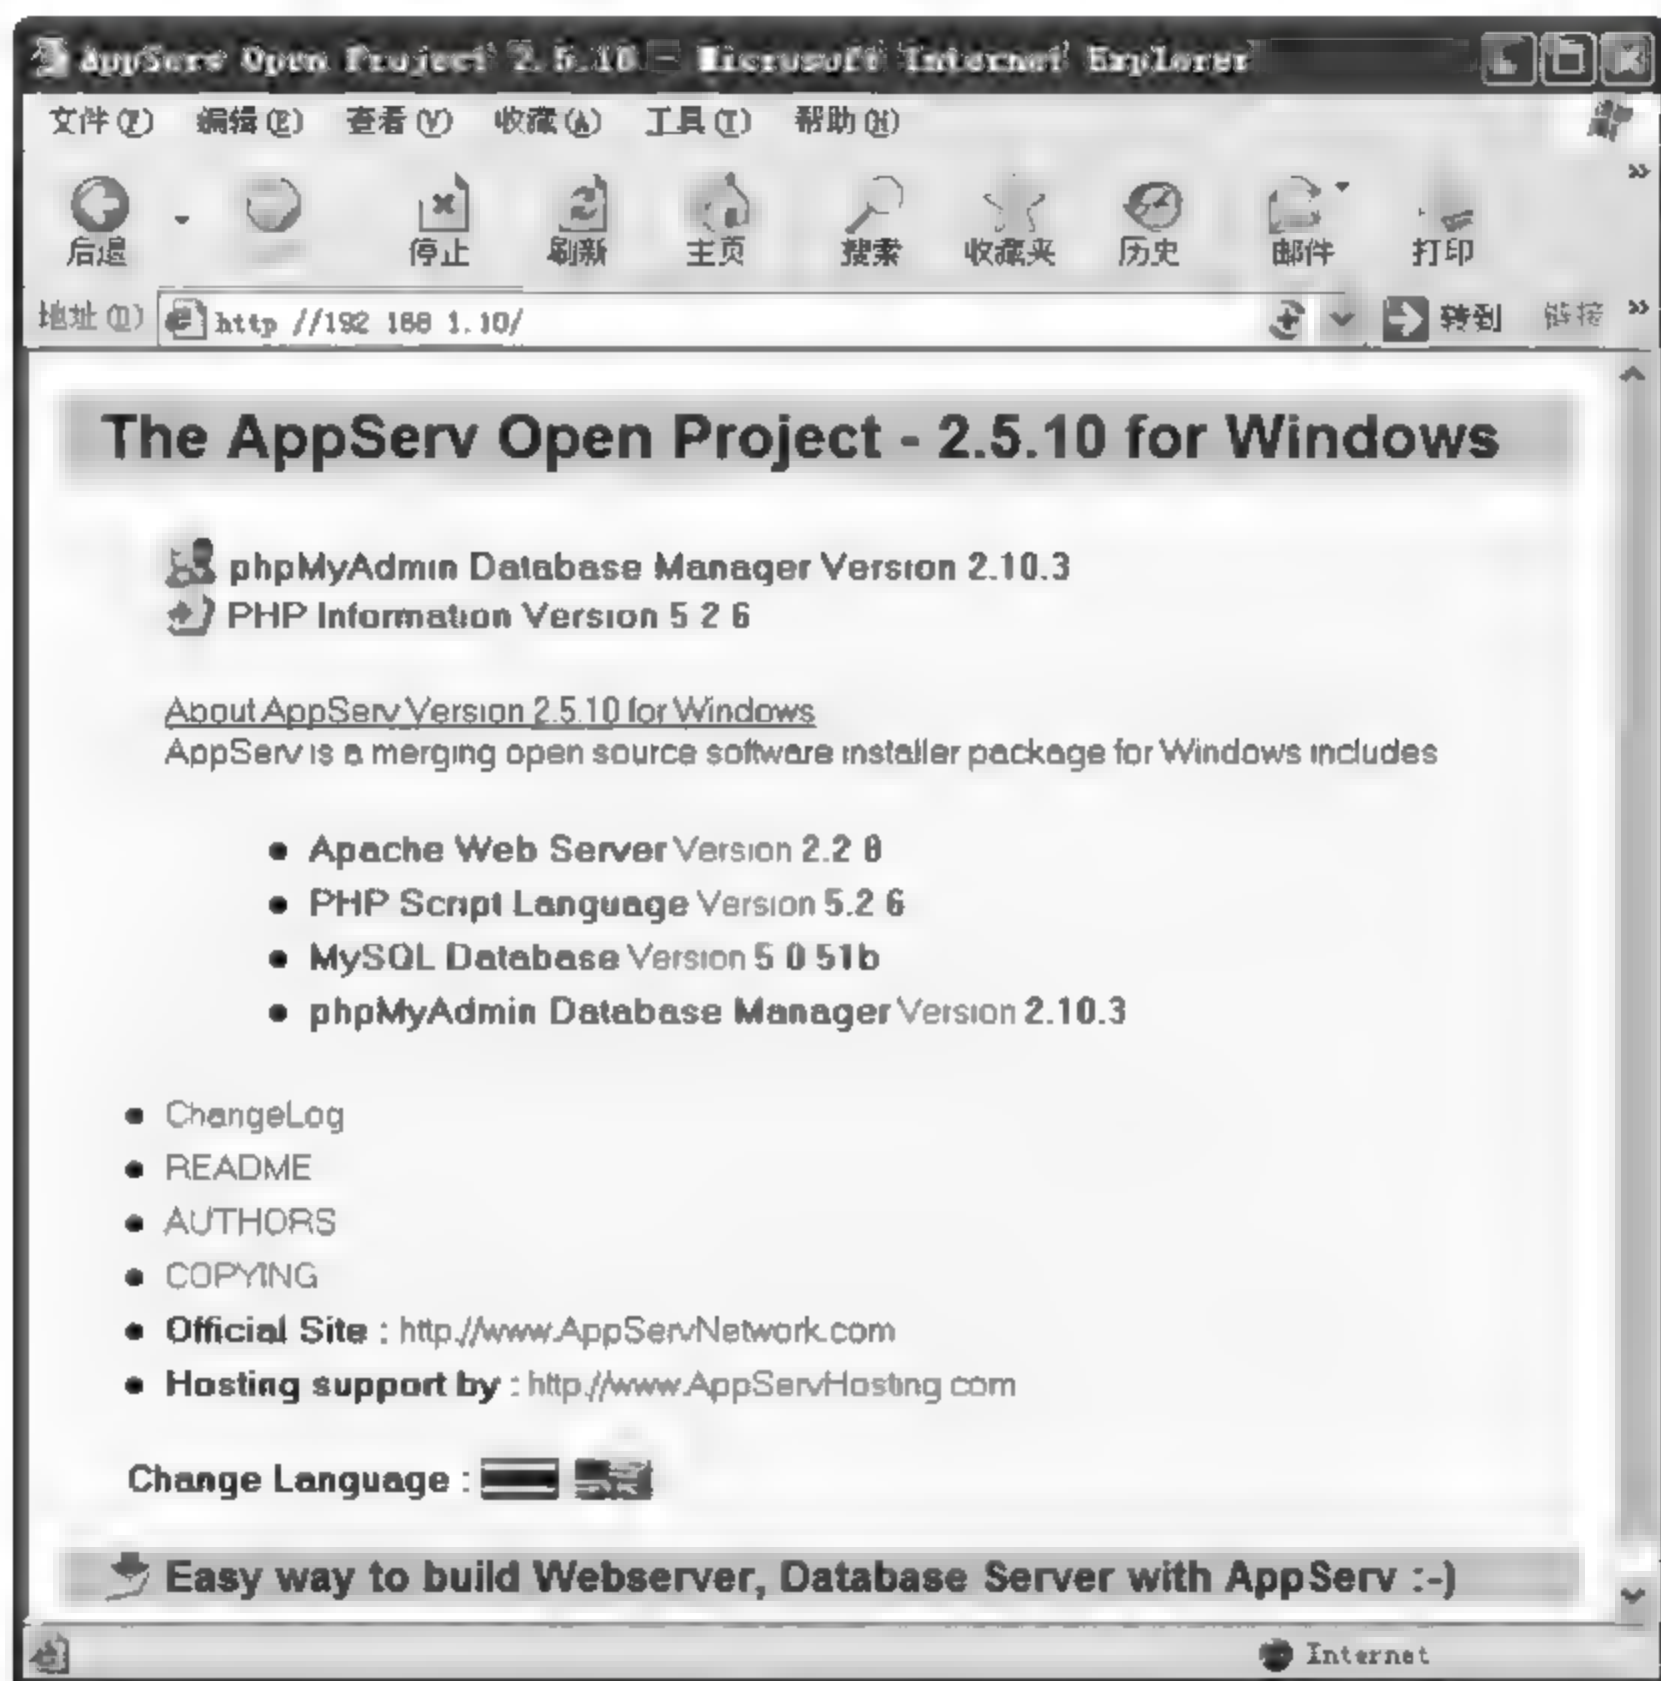 AppServ Open Project 2.5.10 - Microsoft Internet Explorer
文件(F) 编辑(E) 查看(V) 收藏(A) 工具(T) 帮助(H)
后退 停止 刷新 主页 搜索 收藏夹 历史 邮件 打印
地址(D) http //192 168 1.10/ 转到 链接 »
The AppServ Open Project - 2.5.10 for Windows
phpMyAdmin Database Manager Version 2.10.3
PHP Information Version 5 2 6
About AppServ Version 2.5.10 for Windows
AppServ is a merging open source software installer package for Windows includes
• Apache Web Server Version 2.2 8
• PHP Script Language Version 5.2 6
• MySQL Database Version 5 0 51b
• phpMyAdmin Database Manager Version 2.10.3
• ChangeLog
• README
• AUTHORS
• COPYING
• Official Site : http://www.AppServNetwork.com
• Hosting support by : http://www.AppServHosting com
Change Language :
Easy way to build Webserver, Database Server with AppServ :-)
Internet